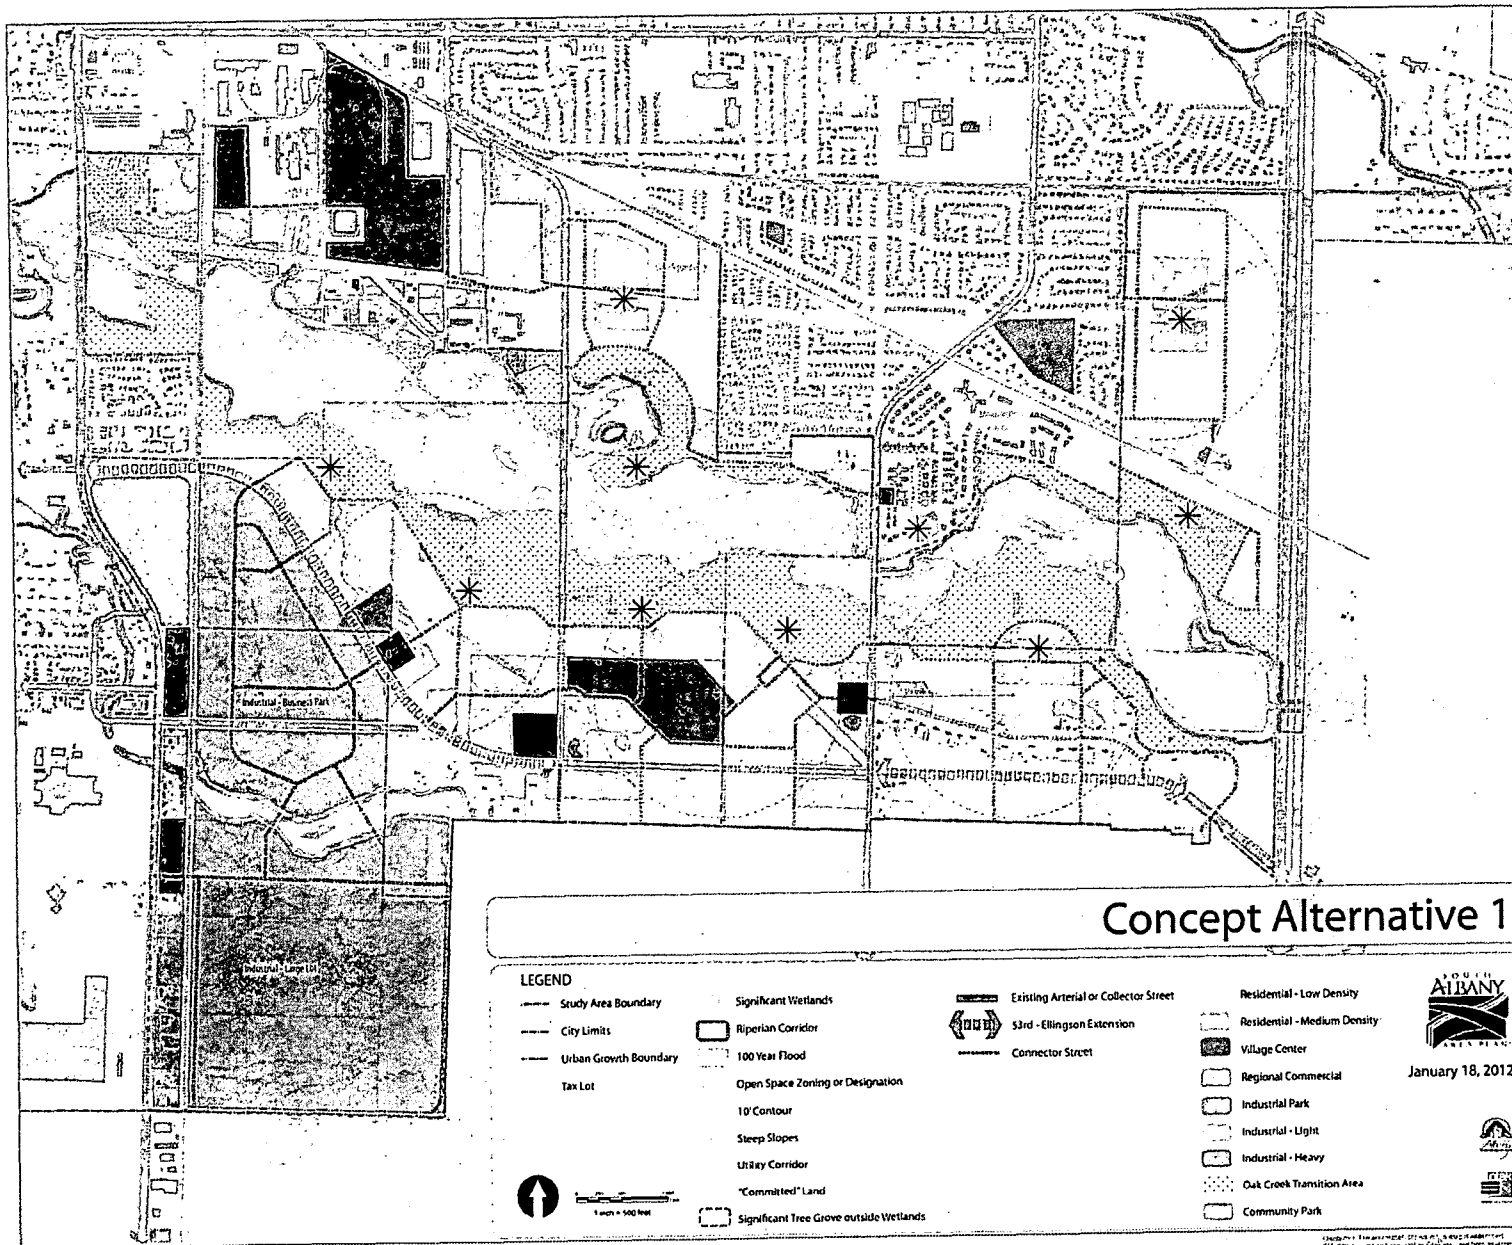 Industrial - Business Park
Industrial - Large Lot
Concept Alternative 1
LEGEND
Study Area Boundary
City Limits
Urban Growth Boundary
Tax Lot
1 inch = 500 feet
Significant Wetlands
Riperian Corridor
100 Year Flood
Open Space Zoning or Designation
10' Contour
Steep Slopes
Utility Corridor
"Committed" Land
Significant Tree Grove outside Wetlands
Existing Arterial or Collector Street
53rd - Ellingson Extension
Connector Street
Residential - Low Density
Residential - Medium Density
Village Center
Regional Commercial
Industrial Park
Industrial - Light
Industrial - Heavy
Oak Creek Transition Area
Community Park
SOUTH
ALBANY
AREA PLAN
January 18, 2012